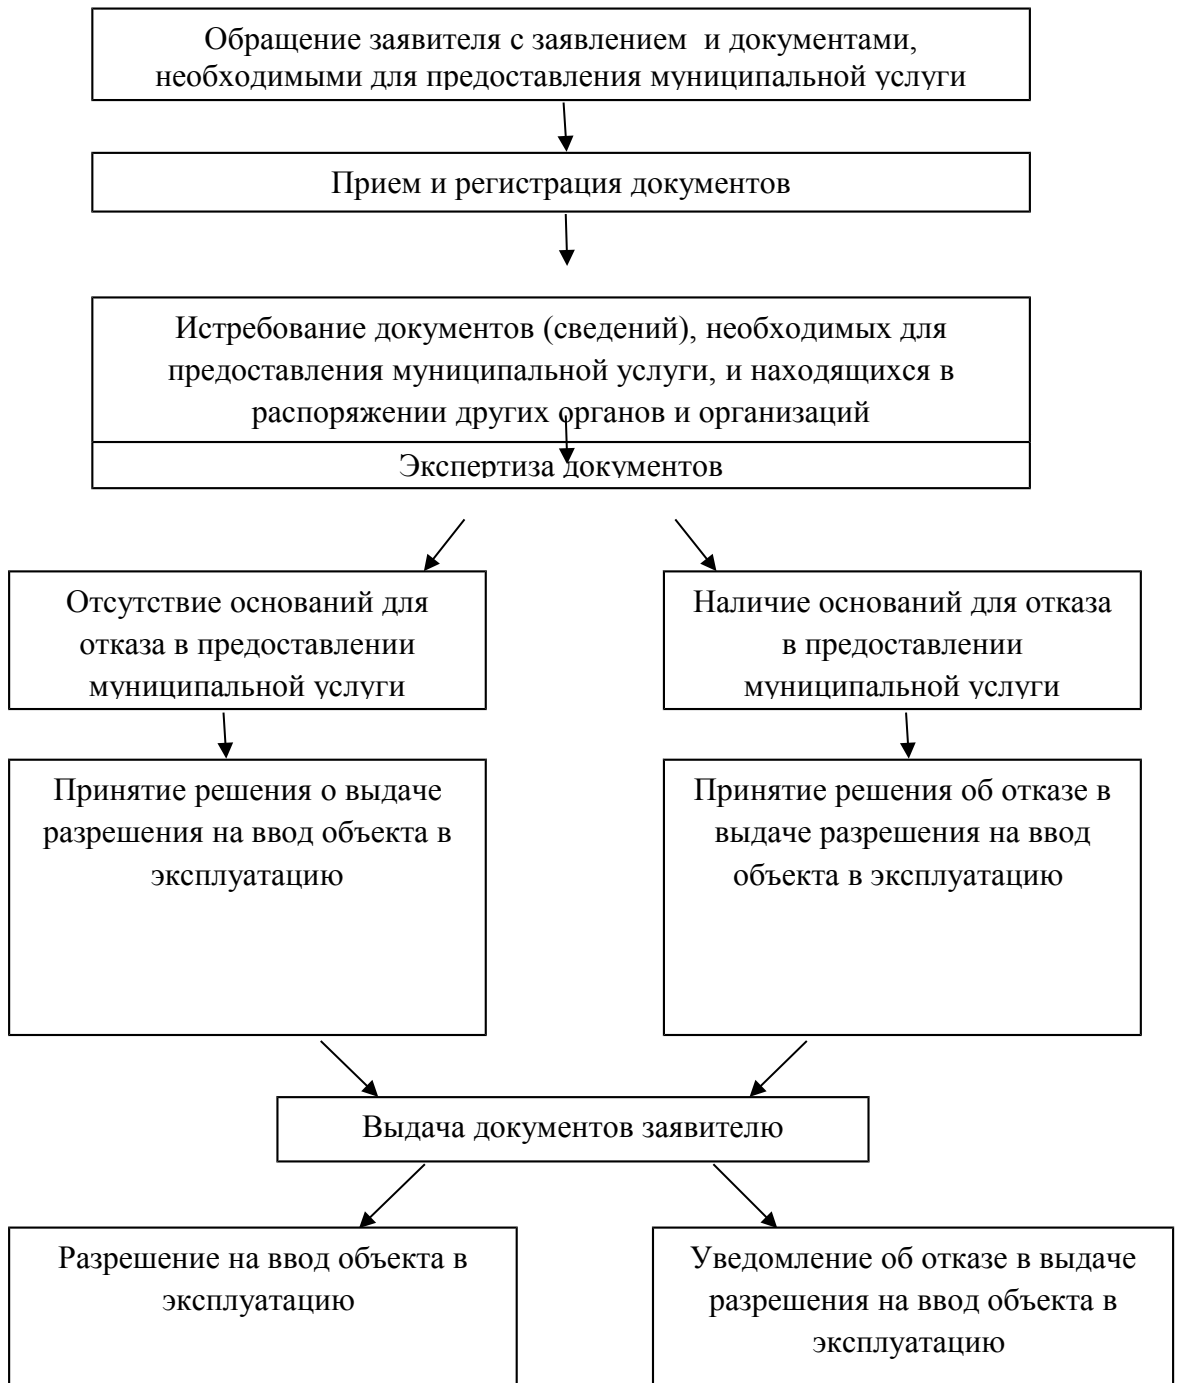 Обращение заявителя с заявлением и документами,
необходимыми для предоставления муниципальной услуги
Прием и регистрация документов
Истребование документов (сведений), необходимых для
предоставления муниципальной услуги, и находящихся в
распоряжении других органов и организаций
Экспертиза документов
Отсутствие оснований для
отказа в предоставлении
муниципальной услуги
Наличие оснований для отказа
в предоставлении
муниципальной услуги
Принятие решения о выдаче
разрешения на ввод объекта в
эксплуатацию
Принятие решения об отказе в
выдаче разрешения на ввод
объекта в эксплуатацию
Выдача документов заявителю
Разрешение на ввод объекта в
эксплуатацию
Уведомление об отказе в выдаче
разрешения на ввод объекта в
эксплуатацию